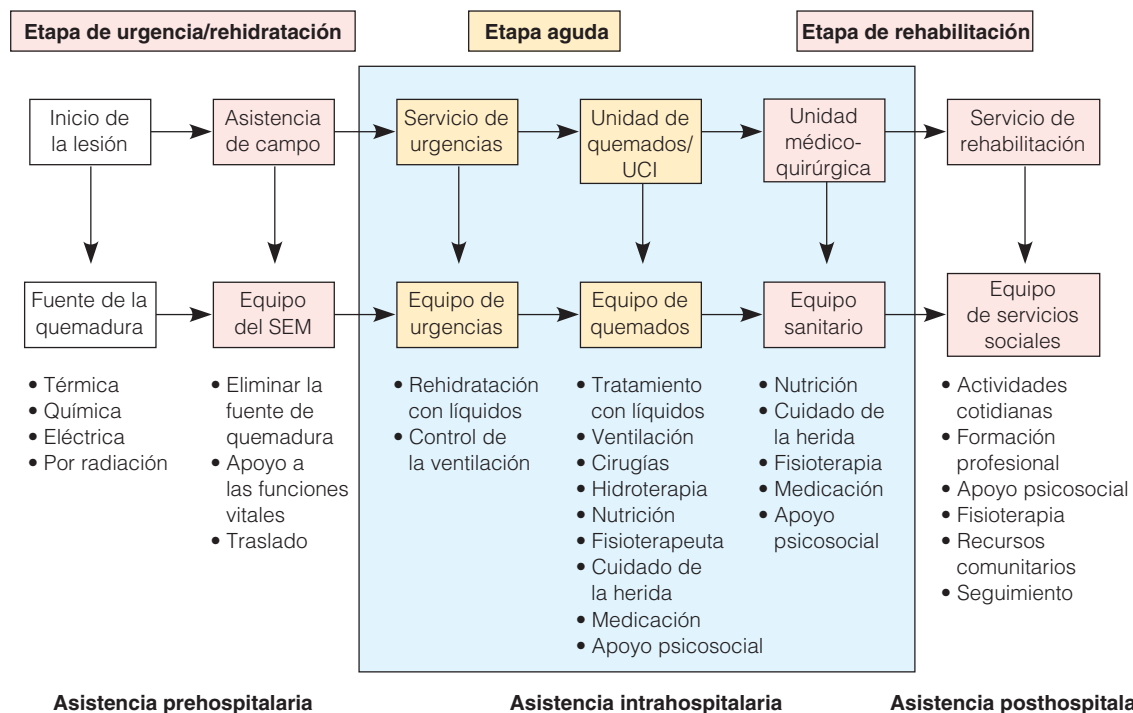 Etapa de urgencia/rehidratación
Etapa aguda
Etapa de rehabilitación
Inicio de
la lesión
Asistencia
de campo
Servicio de
urgencias
Unidad de
quemados/
UCI
Unidad
médico-
quirúrgica
Servicio de
rehabilitación
Fuente de la
quemadura
Equipo
del SEM
Equipo de
urgencias
Equipo de
quemados
Equipo
sanitario
Equipo
de servicios
sociales
• Térmica
• Química
• Eléctrica
• Por radiación
• Eliminar la
fuente de
quemadura
• Apoyo a
las funciones
vitales
• Traslado
• Rehidratación
con líquidos
• Control de
la ventilación
• Tratamiento
con líquidos
• Ventilación
• Cirugías
• Hidroterapia
• Nutrición
• Fisioterapeuta
• Cuidado de
la herida
• Medicación
• Apoyo psicosocial
• Nutrición
• Cuidado de
la herida
• Fisioterapia
• Medicación
• Apoyo
psicosocial
• Actividades
cotidianas
• Formación
profesional
• Apoyo psicosocial
• Fisioterapia
• Recursos
comunitarios
• Seguimiento
Asistencia prehospitalaria
Asistencia intrahospitalaria
Asistencia posthospitala